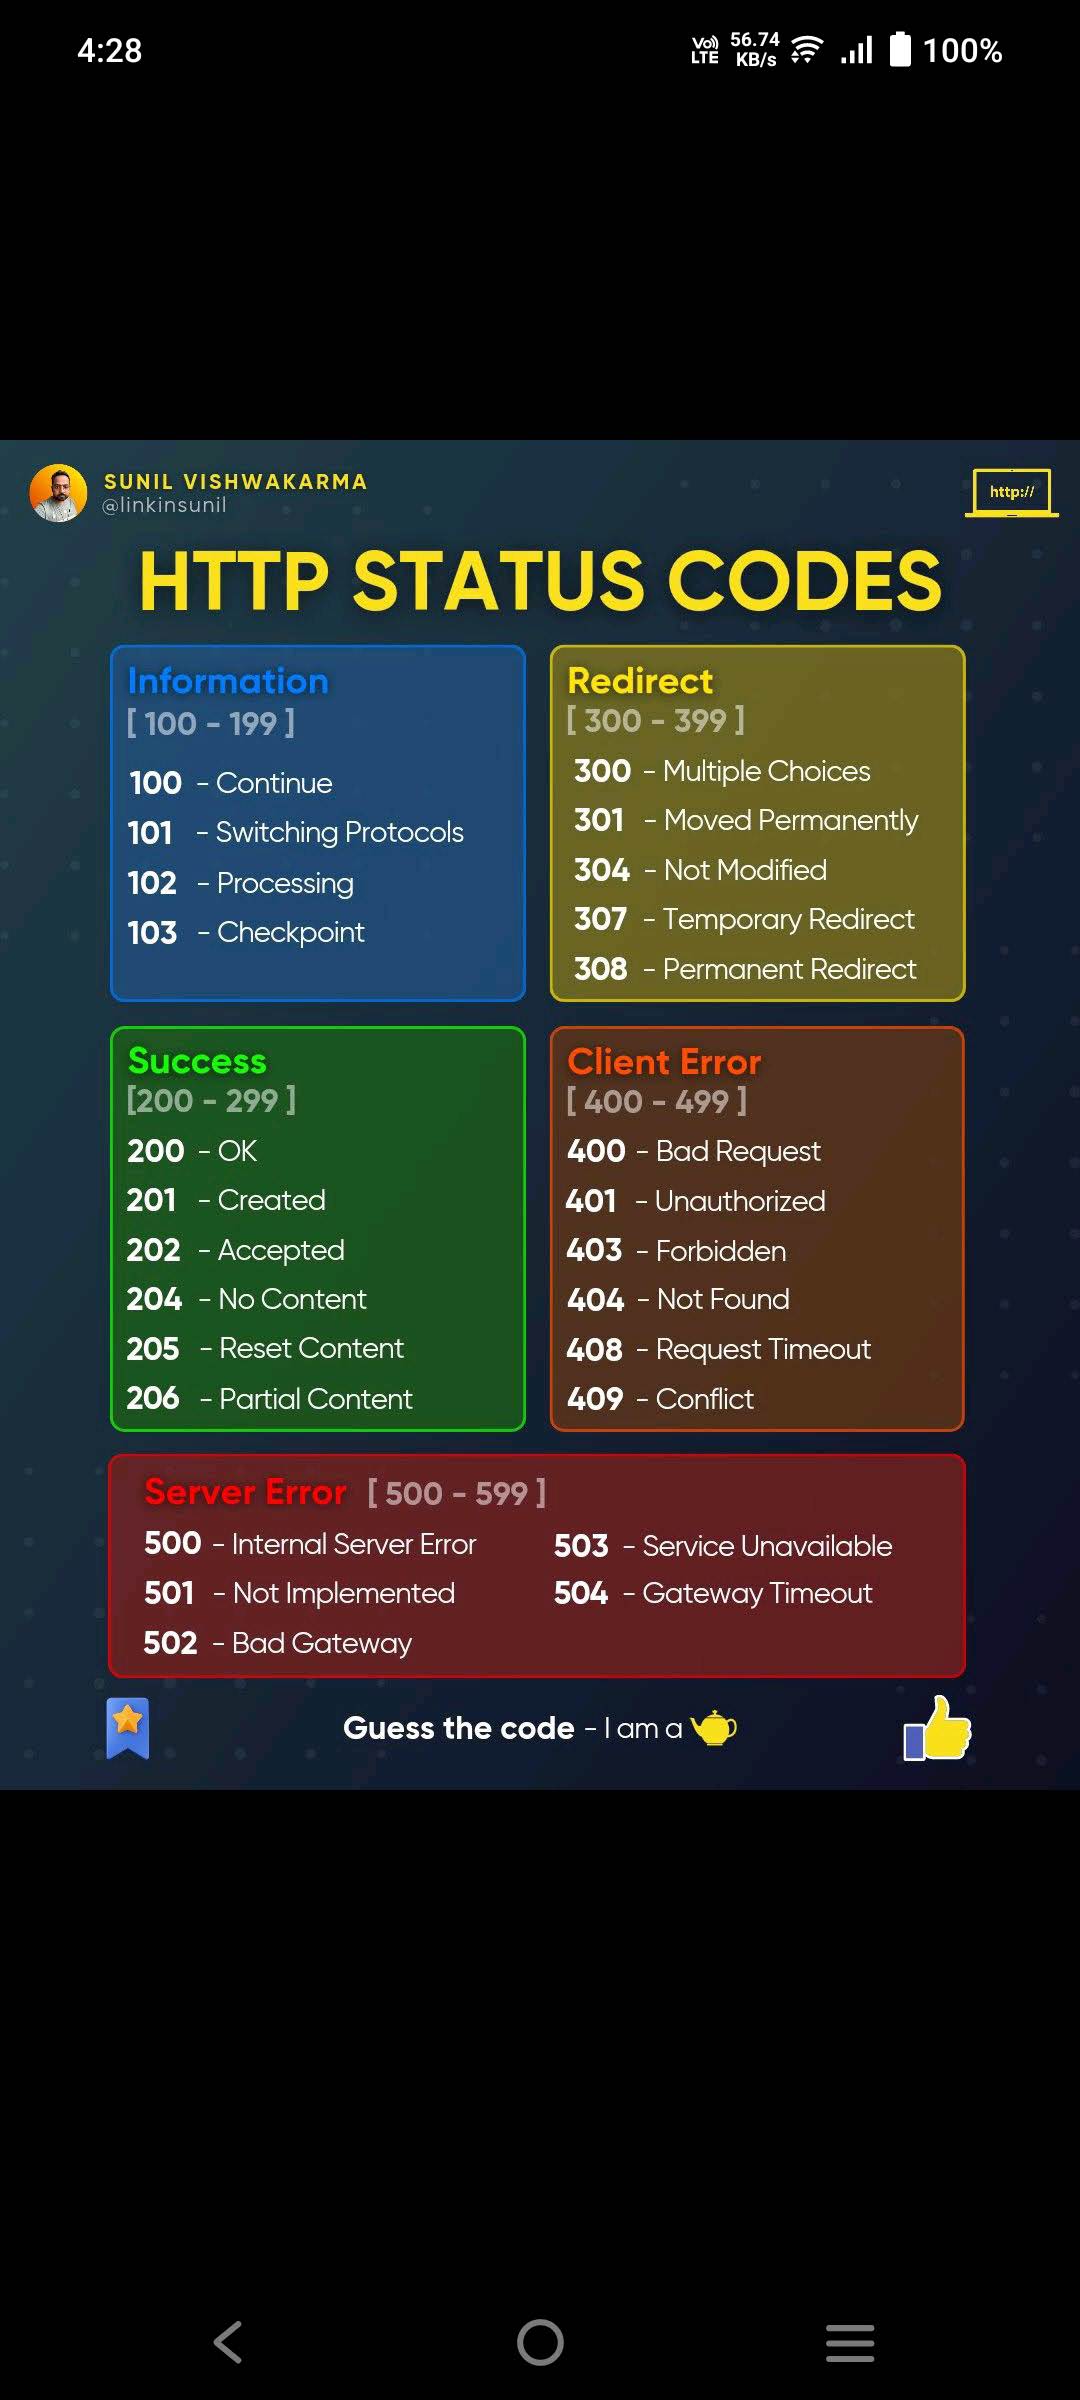 4:28
Vo) LTE 56.74 KB/s 100%
SUNIL VISHWAKARMA
@linkinsunil
http://
HTTP STATUS CODES
Information
[ 100 - 199 ]
100 - Continue
101 - Switching Protocols
102 - Processing
103 - Checkpoint
Redirect
[ 300 - 399 ]
300 - Multiple Choices
301 - Moved Permanently
304 - Not Modified
307 - Temporary Redirect
308 - Permanent Redirect
Success
[200 - 299 ]
200 - OK
201 - Created
202 - Accepted
204 - No Content
205 - Reset Content
206 - Partial Content
Client Error
[ 400 - 499 ]
400 - Bad Request
401 - Unauthorized
403 - Forbidden
404 - Not Found
408 - Request Timeout
409 - Conflict
Server Error [ 500 - 599 ]
500 - Internal Server Error
501 - Not Implemented
502 - Bad Gateway
503 - Service Unavailable
504 - Gateway Timeout
Guess the code - I am a